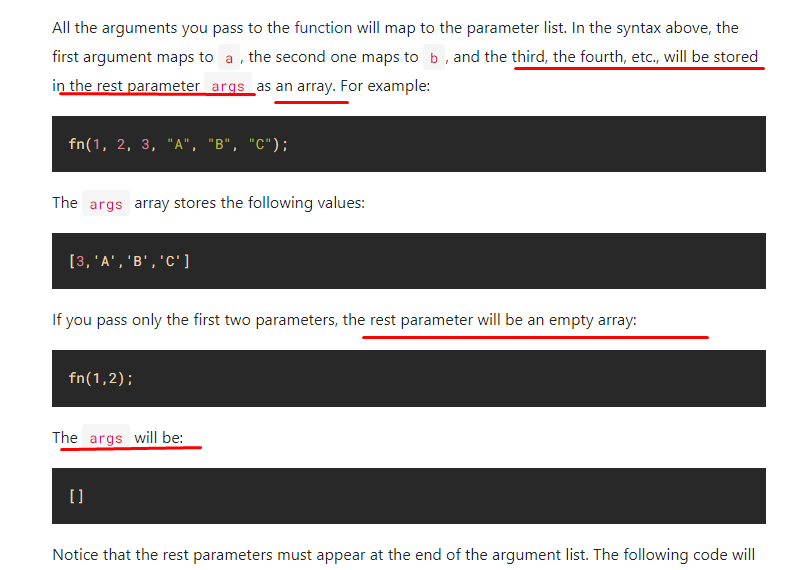 All the arguments you pass to the function will map to the parameter list. In the syntax above, the
first argument maps to a , the second one maps to b , and the third, the fourth, etc., will be stored
in the rest parameter args as an array. For example:
fn(1, 2, 3, "A", "B", "C");
The args array stores the following values:
[3,'A','B','C']
If you pass only the first two parameters, the rest parameter will be an empty array:
fn(1,2);
The args will be:
[]
Notice that the rest parameters must appear at the end of the argument list. The following code will